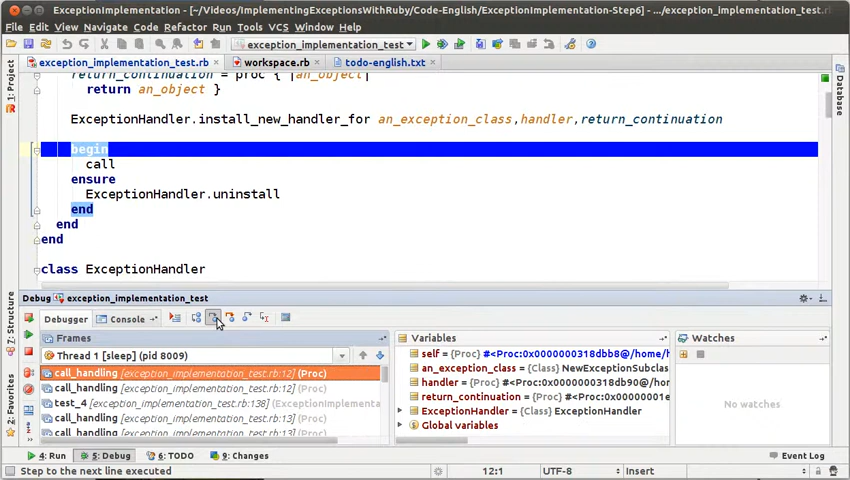 ExceptionImplementation - [~/Videos/ImplementingExceptionsWithRuby/Code-English/ExceptionImplementation-Step6] - .../exception_implementation_test.r
File Edit View Navigate Code Refactor Run Tools VCS Window Help
exception_implementation_test
exception_implementation_test.rb workspace.rb todo-english.txt
return_continuation = proc { |an_object|
return an_object }
ExceptionHandler.install_new_handler_for an_exception_class,handler,return_continuation
begin
call
ensure
ExceptionHandler.uninstall
end
end
end
class ExceptionHandler
1: Project
Database
7: Structure
2: Favorites
Debug exception_implementation_test
Debugger Console
Frames
Variables
Watches
Thread 1 [sleep] (pid 8009)
call_handling [exception_implementation_test.rb:12] (Proc)
call_handling [exception_implementation_test.rb:12] (Proc)
test_4 [exception_implementation_test.rb:138] (ExceptionImplementa
call_handling [exception_implementation_test.rb:13] (Proc)
call_handling [exception_implementation_test.rb:13] (Proc)
self = {Proc} #<Proc:0x0000000318dbb8@/home/
an_exception_class = {Class} NewExceptionSubclas
handler = {Proc} #<Proc:0x0000000318db90@/hom
return_continuation = {Proc} #<Proc:0x0000001e
ExceptionHandler = {Class} ExceptionHandler
Global variables
No watches
4: Run 5: Debug 6: TODO 9: Changes Event Log
Step to the next line executed 12:1 UTF-8 Insert